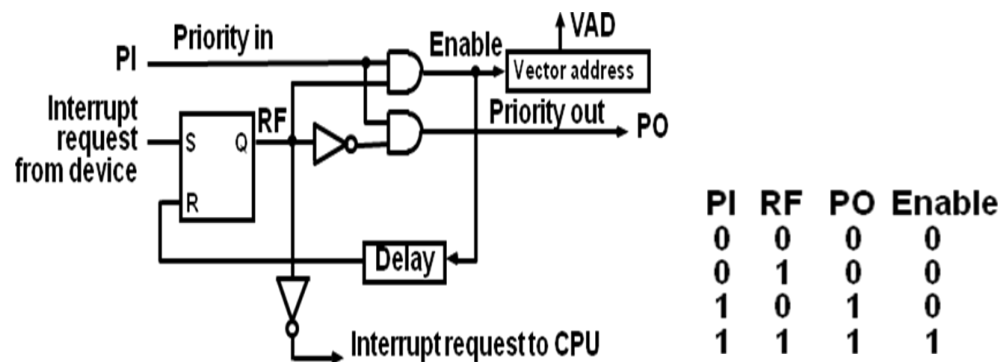 VAD
Priority in
Enable
PI
Vector address
Interrupt
request
from device
RF
Priority out
PO
S Q
R
Delay
Interrupt request to CPU
PI RF PO Enable
0 0 0 0
0 1 0 0
1 0 1 0
1 1 1 1